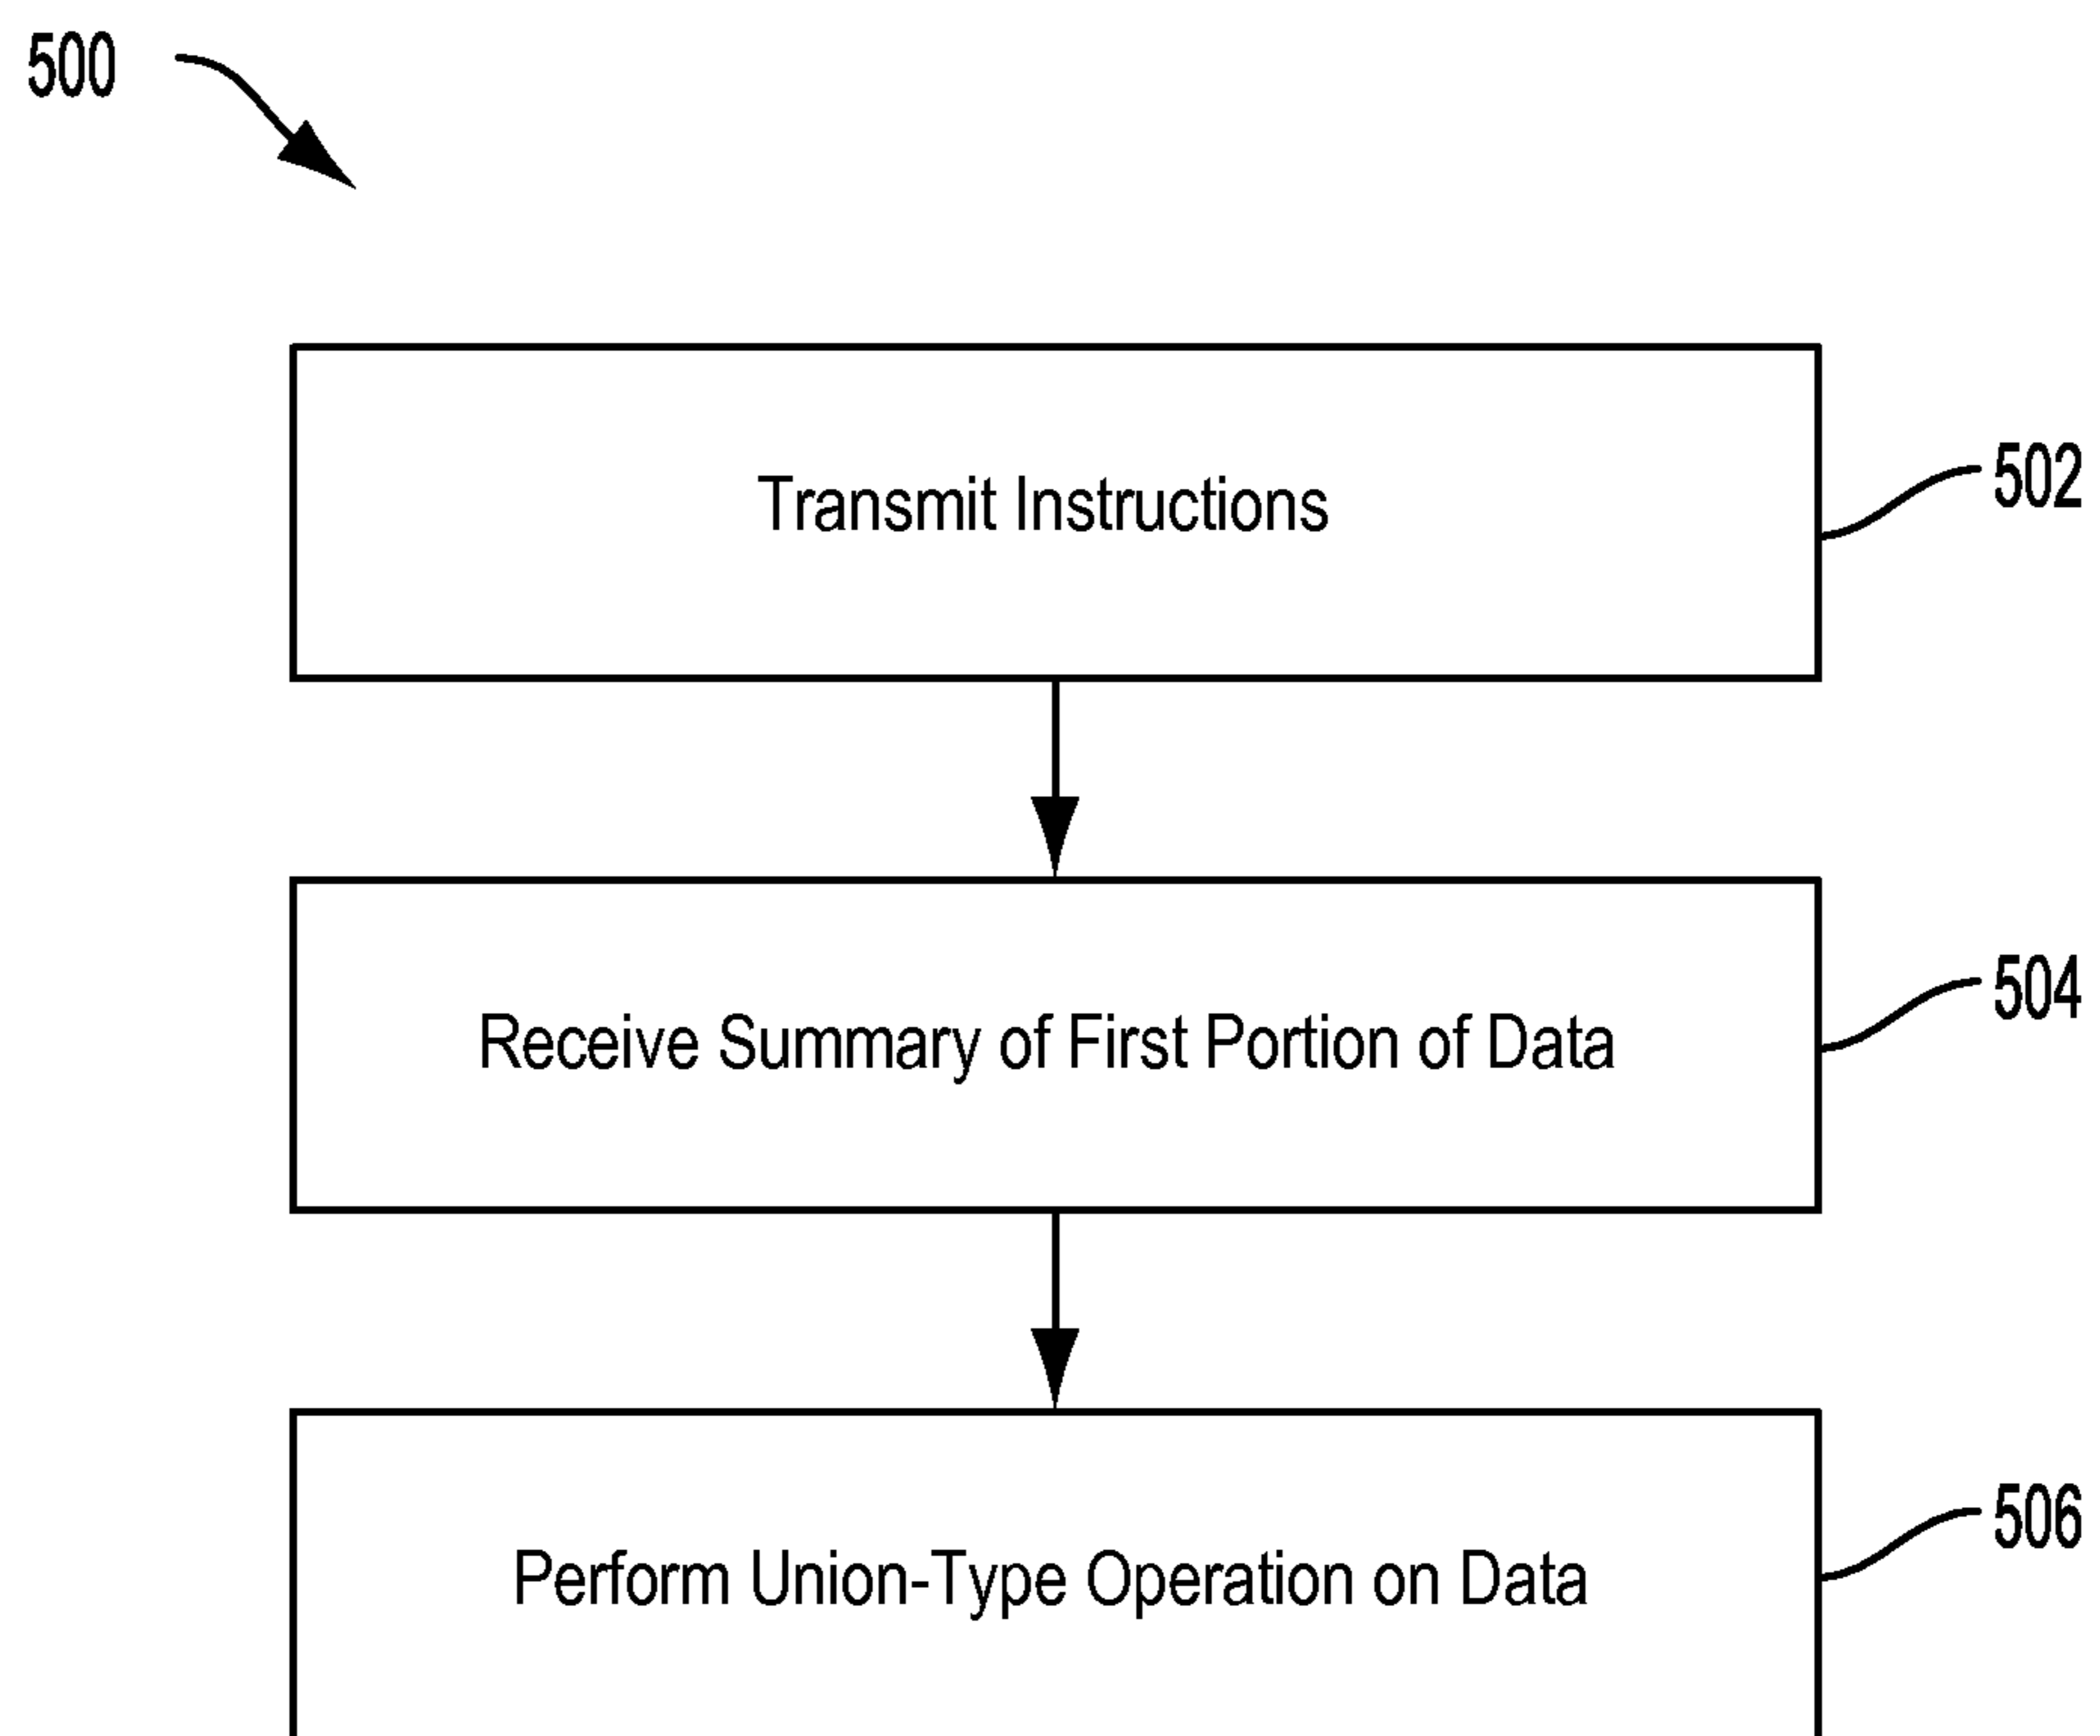 500
Transmit Instructions
502
Receive Summary of First Portion of Data
504
Perform Union-Type Operation on Data
506